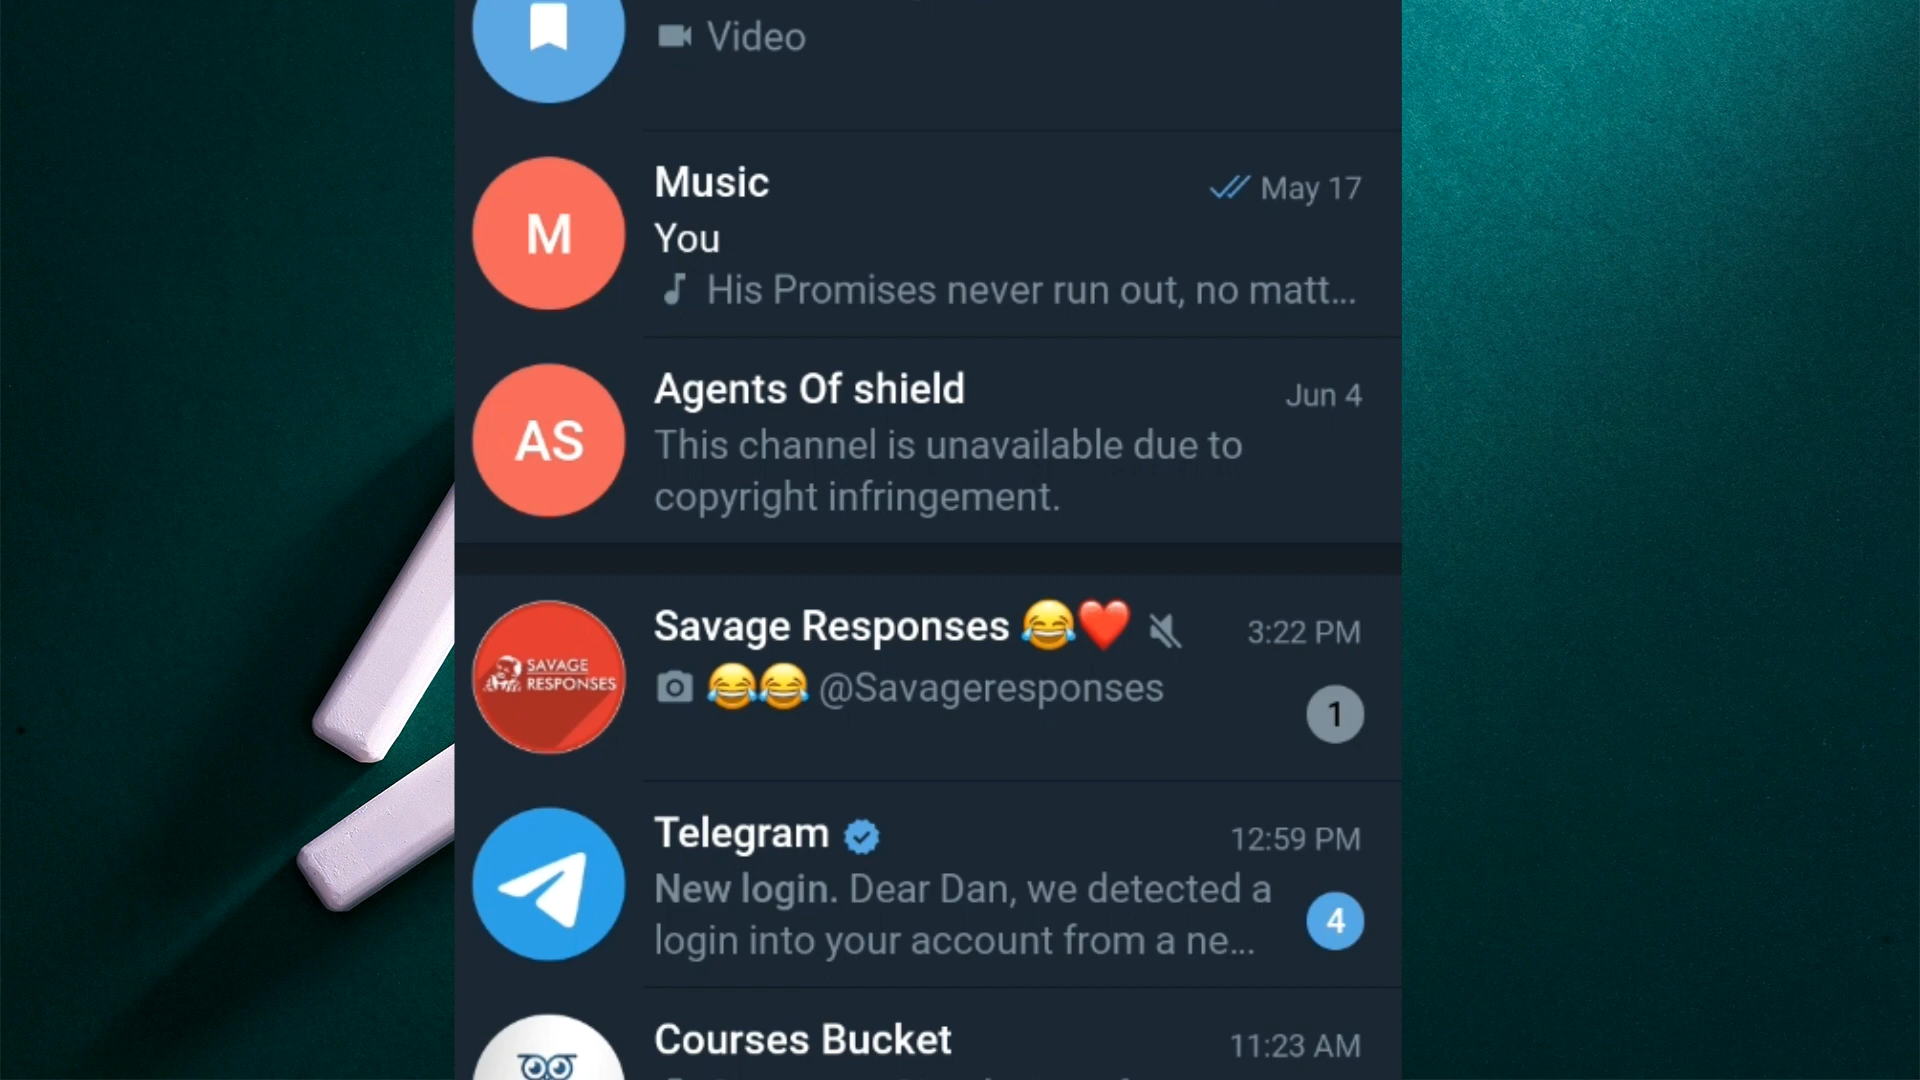 Video
M
Music
May 17
You
His Promises never run out, no matt...
AS
Agents Of shield
Jun 4
This channel is unavailable due to
copyright infringement.
SAVAGE
RESPONSES
Savage Responses 😂❤️
3:22 PM
😂😂 @Savageresponses
1
Telegram
12:59 PM
New login. Dear Dan, we detected a
login into your account from a ne...
4
Courses Bucket
11:23 AM